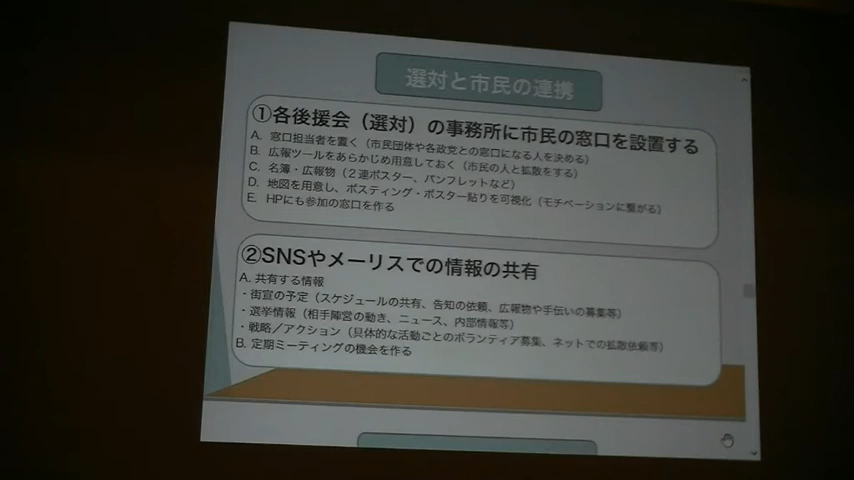 選対と市民の連携
①各後援会（選対）の事務所に市民の窓口を設置する
A. 窓口担当者を置く（市民団体や各政党との窓口になる人を決める）
B. 広報ツールをあらかじめ用意しておく（市民の人と拡散をする）
C. 名簿・広報物（２連ポスター、パンフレットなど）
D. 地図を用意し、ポスティング・ポスター貼りを可視化（モチベーションに繋がる）
E. HPにも参加の窓口を作る
②SNSやメーリスでの情報の共有
A. 共有する情報
・街宣の予定（スケジュールの共有、告知の依頼、広報物や手伝いの募集等）
・選挙情報（相手陣営の動き、ニュース、内部情報等）
・戦略／アクション（具体的な活動ごとのボランティア募集、ネットでの拡散依頼等）
B. 定期ミーティングの機会を作る